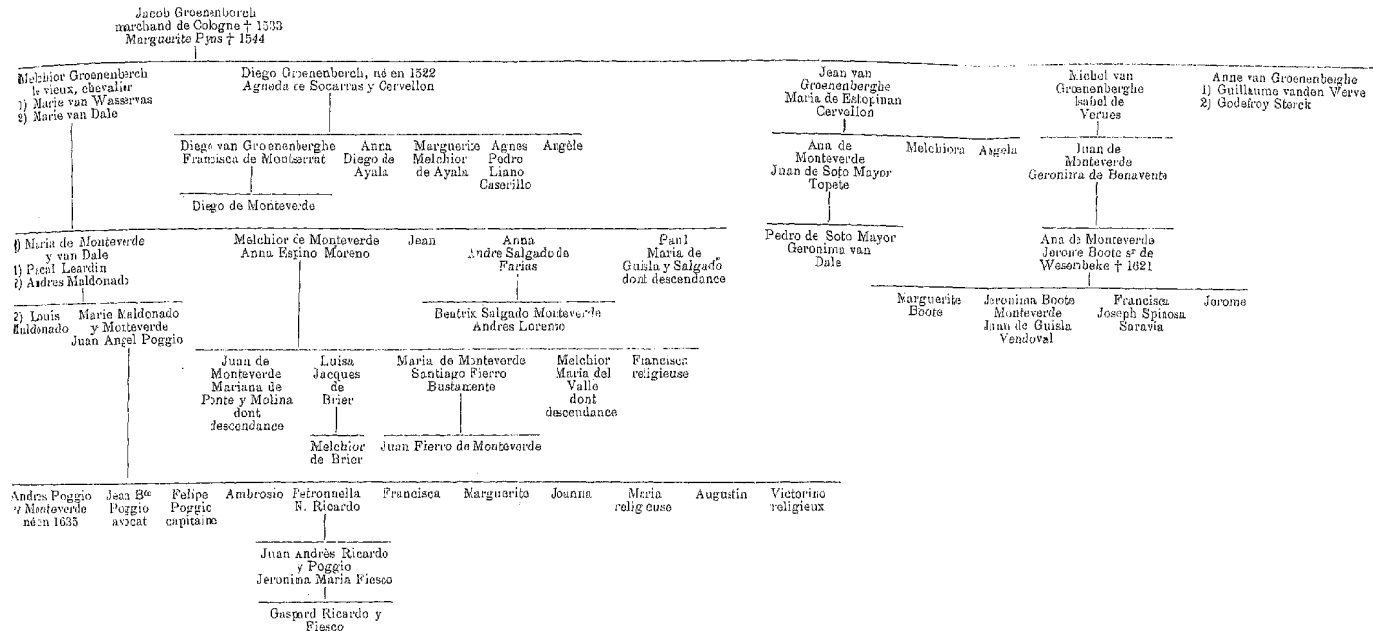 Jacob Groenenborch
marchand de Cologne † 1533
Marguerite Pyns † 1544
Melchior Groenenberch
le vieux, chevalier
1) Marie van Wasservas
2) Marie van Dale
Diego Groenenberch, né en 1522
Agneda de Socarras y Cervellon
Jean van
Groenenberghe
Maria de Estopinan
Cervellon
Michel van
Groenenberghe
Isabel de
Verues
Anne van Groenenberghe
1) Guillaume vanden Werve
2) Godefroy Sterck
Diego van Groenenberghe
Francisca de Montserrat
Anna
Diego de
Ayala
Marguerite
Melchior
de Ayala
Agnes
Pedro
Liano
Caserillo
Angèle
Ana de
Monteverde
Juan de Soto Mayor
Topete
Melchiora
Angela
Juan de
Monteverde
Geronima de Benavente
Diego de Monteverde
1) Maria de Monteverde
y van Dale
1) Pacal Leardin
2) Andres Maldonado
Melchior de Monteverde
Anna Espino Moreno
Jean
Anna
Andre Salgado de
Farias
Paul
Maria de
Guisla y Salgado
dont descendance
Pedro de Soto Mayor
Geronima van
Dale
Ana de Monteverde
Jerome Boote sr de
Wesenbeke † 1621
2) Louis
Maldonado
Marie Maldonado
y Monteverde
Juan Angel Poggio
Beatrix Salgado Monteverde
Andres Lorenso
Marguerite
Boote
Jeronima Boote
Monteverde
Juan de Guisla
Vendoval
Francisca
Joseph Spinosa
Saravia
Jerome
Juan de
Monteverde
Mariana de
Ponte y Molina
dont
descendance
Luisa
Jacques
de
Brier
Maria de Monteverde
Santiago Fierro
Bustamente
Melchior
Maria del
Valle
dont
descendance
Francisca
religieuse
Melchior
de Brier
Juan Fierro de Monteverde
Andres Poggio
y Monteverde
né en 1635
Jean Bte
Poggio
avocat
Felipe
Poggio
capitaine
Ambrosio
Petronnella
N. Ricardo
Francisca
Marguerite
Joanna
Maria
religieuse
Augustin
Victorino
religieux
Juan Andrès Ricardo
y Poggio
Jeronima Maria Fiesco
Gaspard Ricardo y
Fiesco